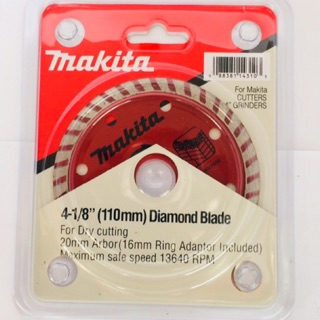 makita
For Makita
CUTTERS
4" GRINDERS
makita
4-1/8" (110mm) Diamond Blade
For Dry cutting
20mm Arbor(16mm Ring Adaptor Included)
Maximum safe speed 13640 RPM